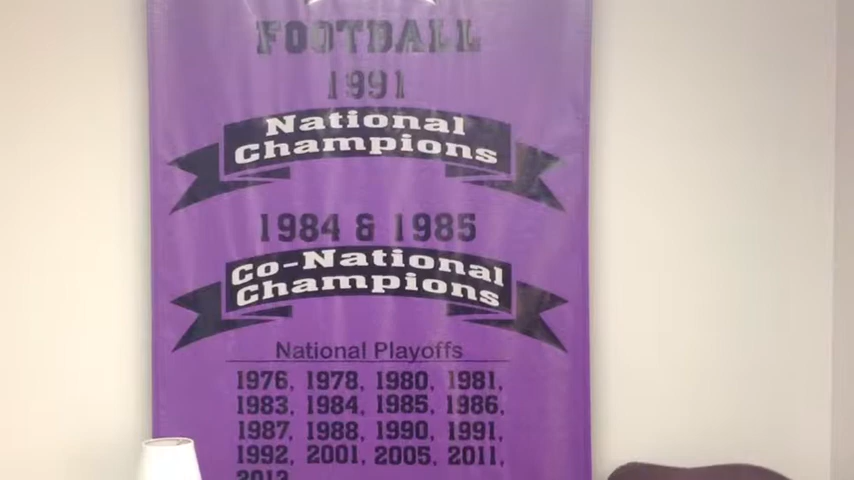 FOOTBALL
1991
National
Champions
1984 & 1985
Co-National
Champions
National Playoffs
1976, 1978, 1980, 1981,
1983, 1984, 1985, 1986,
1987, 1988, 1990, 1991,
1992, 2001, 2005, 2011,
2013